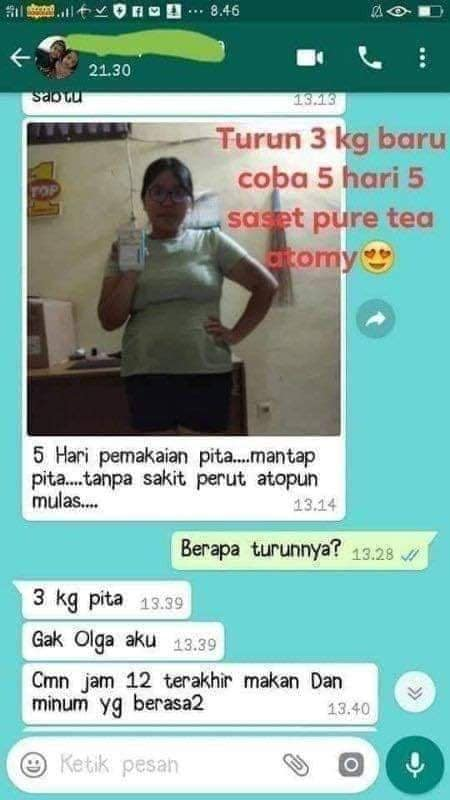 8.46
21.30
sabtu
13.13
TOP
1
Turun 3 kg baru
coba 5 hari 5
saset pure tea
atomy😍
5 Hari pemakaian pita....mantap
pita....tanpa sakit perut atopun
mulas....
13.14
Berapa turunnya? 13.28
3 kg pita 13.39
Gak Olga aku 13.39
Cmn jam 12 terakhir makan Dan
minum yg berasa2
13.40
Ketik pesan